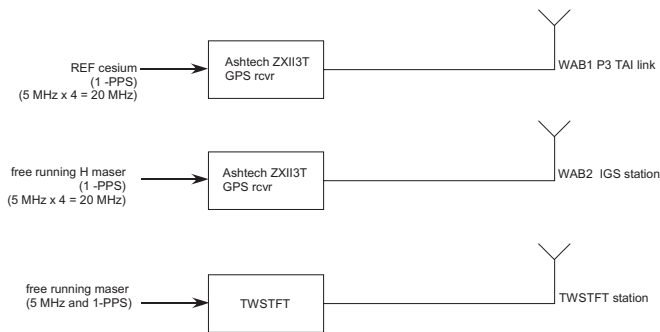 REF cesium
(1 -PPS)
(5 MHz x 4 = 20 MHz)
Ashtech ZXII3T
GPS rcvr
WAB1 P3 TAI link
free running H maser
(1 -PPS)
(5 MHz x 4 = 20 MHz)
Ashtech ZXII3T
GPS rcvr
WAB2 IGS station
free running maser
(5 MHz and 1-PPS)
TWSTFT
TWSTFT station